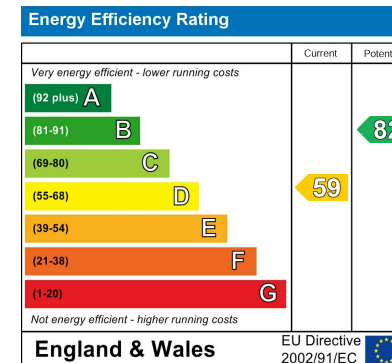 Energy Efficiency Rating
Current
Very energy efficient - lower running costs
(92 plus) A
(81-91) B
82
(69-80) C
(55-68) D
59
(39-54) E
(21-38) F
(1-20) G
Not energy efficient - higher running costs
England & Wales
EU Directive
2002/91/EC